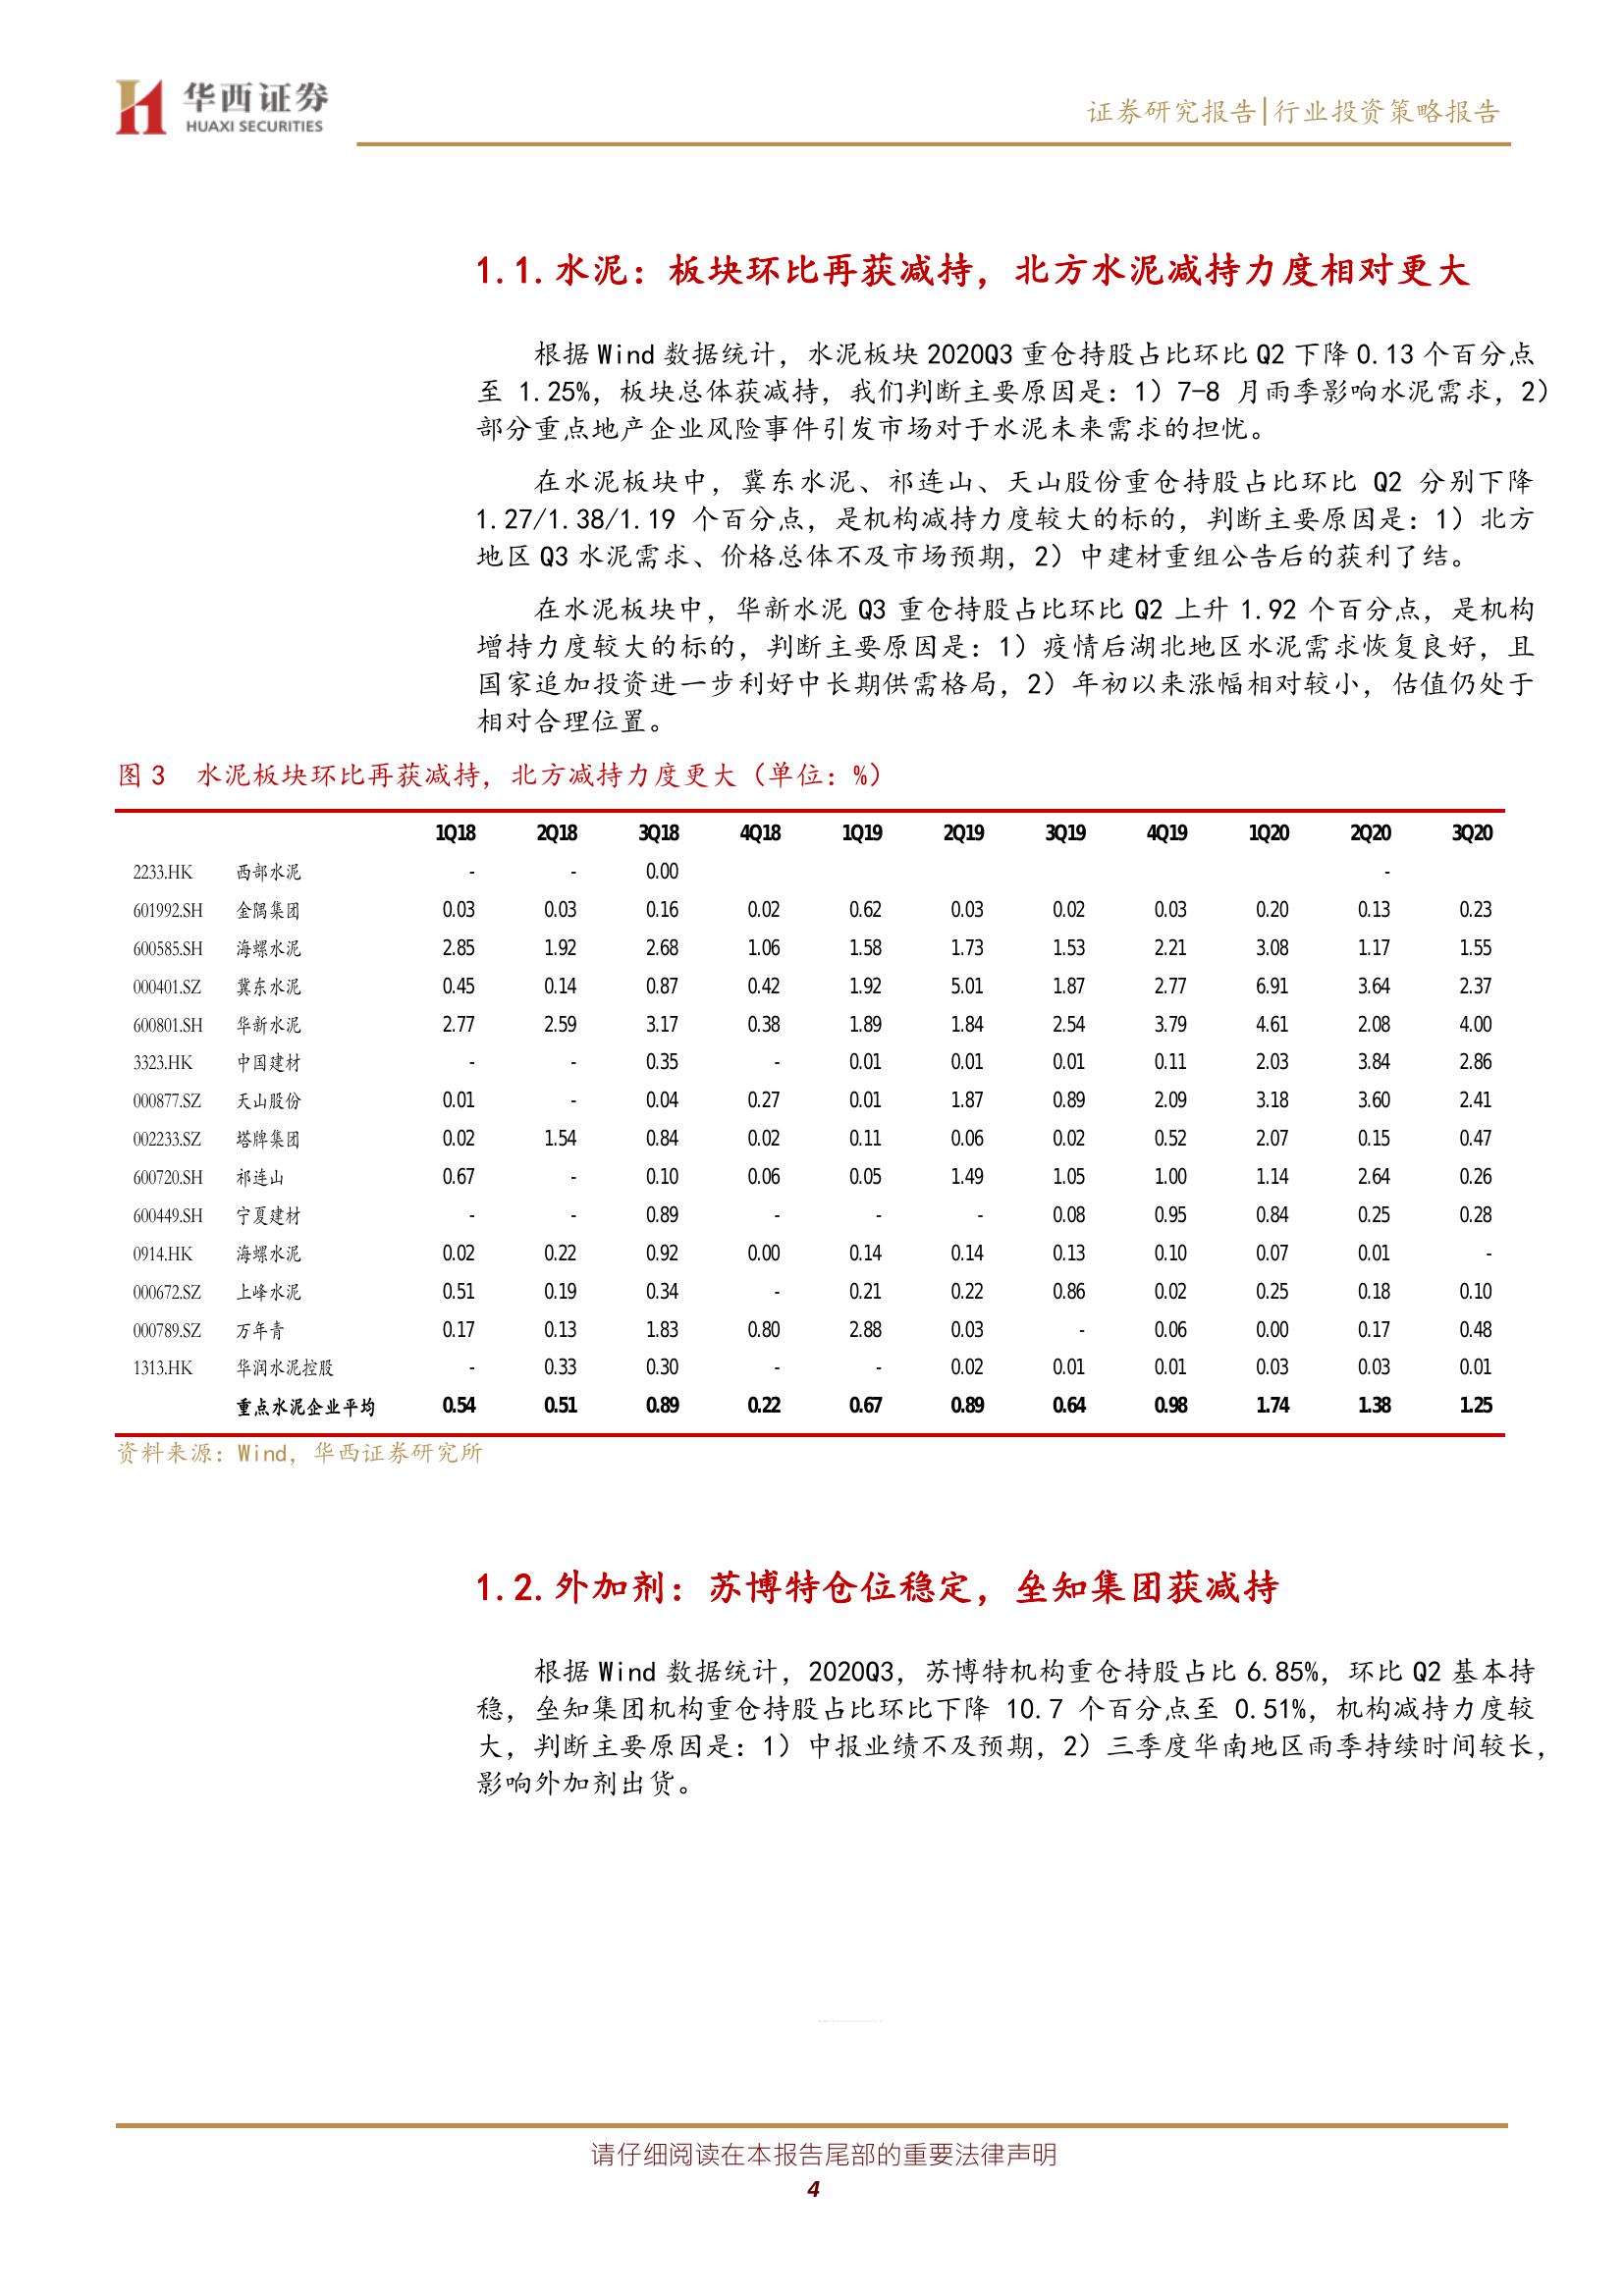 华西证券
HUAXI SECURITIES
证券研究报告|行业投资策略报告
1.1.水泥：板块环比再获减持，北方水泥减持力度相对更大
根据 Wind 数据统计，水泥板块 2020Q3 重仓持股占比环比 Q2 下降 0.13 个百分点
至 1.25%，板块总体获减持，我们判断主要原因是：1）7-8 月雨季影响水泥需求，2）
部分重点地产企业风险事件引发市场对于水泥未来需求的担忧。
在水泥板块中，冀东水泥、祁连山、天山股份重仓持股占比环比 Q2 分别下降
1.27/1.38/1.19 个百分点，是机构减持力度较大的标的，判断主要原因是：1）北方
地区 Q3 水泥需求、价格总体不及市场预期，2）中建材重组公告后的获利了结。
在水泥板块中，华新水泥 Q3 重仓持股占比环比 Q2 上升 1.92 个百分点，是机构
增持力度较大的标的，判断主要原因是：1）疫情后湖北地区水泥需求恢复良好，且
国家追加投资进一步利好中长期供需格局，2）年初以来涨幅相对较小，估值仍处于
相对合理位置。
图 3 水泥板块环比再获减持，北方减持力度更大（单位：%）
1Q18 2Q18 3Q18 4Q18 1Q19 2Q19 3Q19 4Q19 1Q20 2Q20 3Q20
2233.HK 西部水泥 - - 0.00 -
601992.SH 金隅集团 0.03 0.03 0.16 0.02 0.62 0.03 0.02 0.03 0.20 0.13 0.23
600585.SH 海螺水泥 2.85 1.92 2.68 1.06 1.58 1.73 1.53 2.21 3.08 1.17 1.55
000401.SZ 冀东水泥 0.45 0.14 0.87 0.42 1.92 5.01 1.87 2.77 6.91 3.64 2.37
600801.SH 华新水泥 2.77 2.59 3.17 0.38 1.89 1.84 2.54 3.79 4.61 2.08 4.00
3323.HK 中国建材 - - 0.35 - 0.01 0.01 0.01 0.11 2.03 3.84 2.86
000877.SZ 天山股份 0.01 - 0.04 0.27 0.01 1.87 0.89 2.09 3.18 3.60 2.41
002233.SZ 塔牌集团 0.02 1.54 0.84 0.02 0.11 0.06 0.02 0.52 2.07 0.15 0.47
600720.SH 祁连山 0.67 - 0.10 0.06 0.05 1.49 1.05 1.00 1.14 2.64 0.26
600449.SH 宁夏建材 - - 0.89 - - - 0.08 0.95 0.84 0.25 0.28
0914.HK 海螺水泥 0.02 0.22 0.92 0.00 0.14 0.14 0.13 0.10 0.07 0.01 -
000672.SZ 上峰水泥 0.51 0.19 0.34 - 0.21 0.22 0.86 0.02 0.25 0.18 0.10
000789.SZ 万年青 0.17 0.13 1.83 0.80 2.88 0.03 - 0.06 0.00 0.17 0.48
1313.HK 华润水泥控股 - 0.33 0.30 - - 0.02 0.01 0.01 0.03 0.03 0.01
重点水泥企业平均 0.54 0.51 0.89 0.22 0.67 0.89 0.64 0.98 1.74 1.38 1.25
资料来源：Wind，华西证券研究所
1.2.外加剂：苏博特仓位稳定，垒知集团获减持
根据 Wind 数据统计，2020Q3，苏博特机构重仓持股占比 6.85%，环比 Q2 基本持
稳，垒知集团机构重仓持股占比环比下降 10.7 个百分点至 0.51%，机构减持力度较
大，判断主要原因是：1）中报业绩不及预期，2）三季度华南地区雨季持续时间较长，
影响外加剂出货。
请仔细阅读在本报告尾部的重要法律声明
4